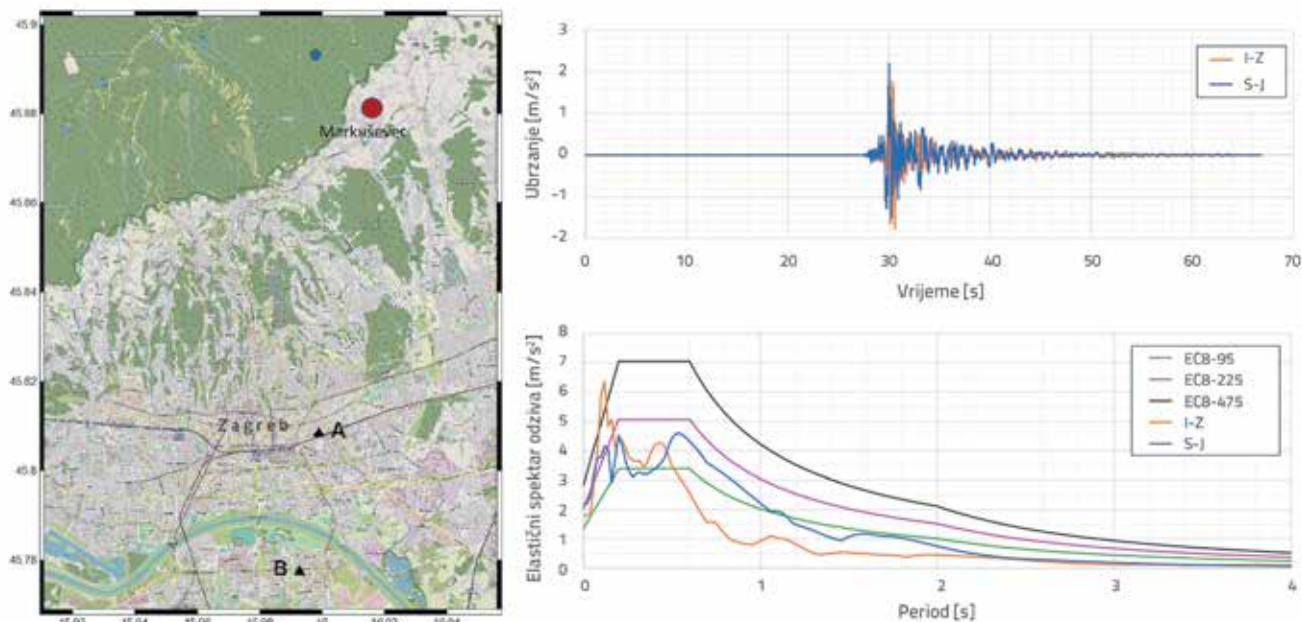 45.9
45.88
45.86
45.84
45.82
45.8
45.78
Markuševec
Zagreb
A
B
3
2
1
0
-1
-2
0
10
20
30
40
50
60
70
Ubrzanje [m/s²]
Vrijeme [s]
I-Z
S-J
8
7
6
5
4
3
2
1
0
0
1
2
3
4
Elastični spektar odziva [m/s²]
Period [s]
EC8-95
EC8-225
EC8-475
I-Z
S-J